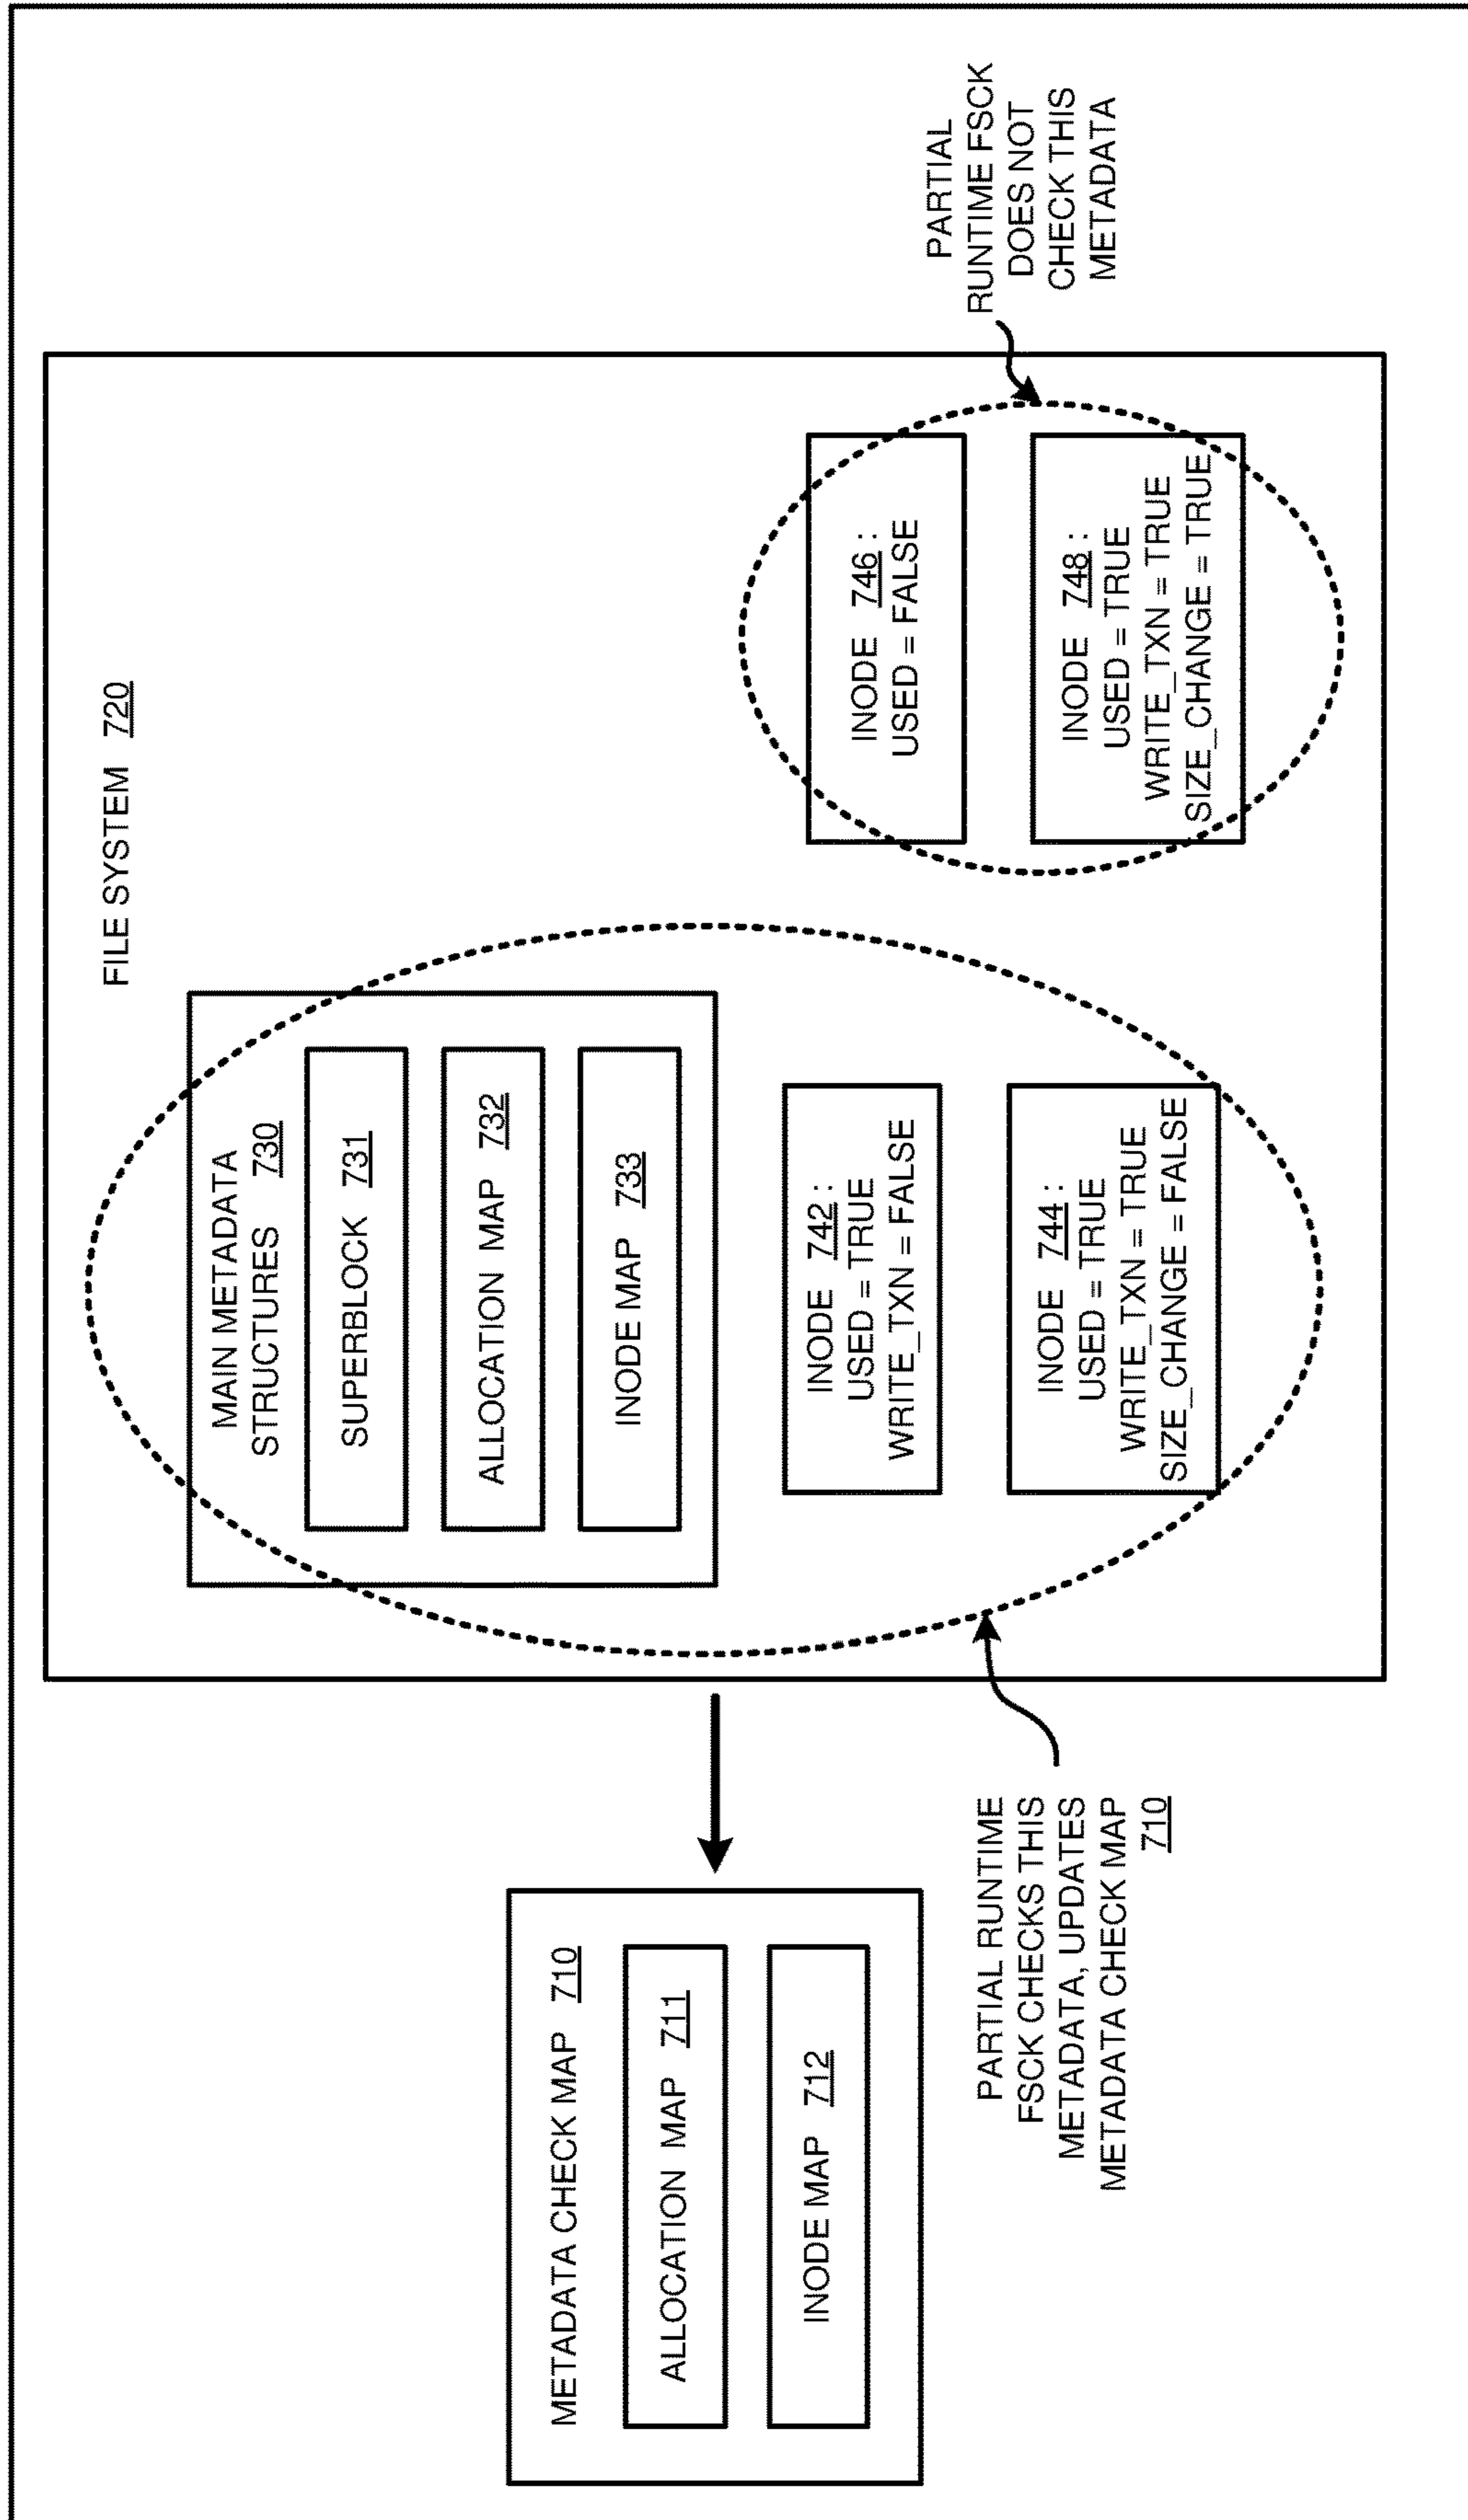 METADATA CHECK MAP 710
ALLOCATION MAP 711
INODE MAP 712
PARTIAL RUNTIME
FSCK CHECKS THIS
METADATA, UPDATES
METADATA CHECK MAP
710
FILE SYSTEM 720
MAIN METADATA
STRUCTURES 730
SUPERBLOCK 731
ALLOCATION MAP 732
INODE MAP 733
INODE 742 :
USED = TRUE
WRITE_TXN = FALSE
INODE 744 :
USED = TRUE
WRITE_TXN = TRUE
SIZE_CHANGE = FALSE
INODE 746 :
USED = FALSE
INODE 748 :
USED = TRUE
WRITE_TXN = TRUE
SIZE_CHANGE = TRUE
PARTIAL
RUNTIME FSCK
DOES NOT
CHECK THIS
METADATA